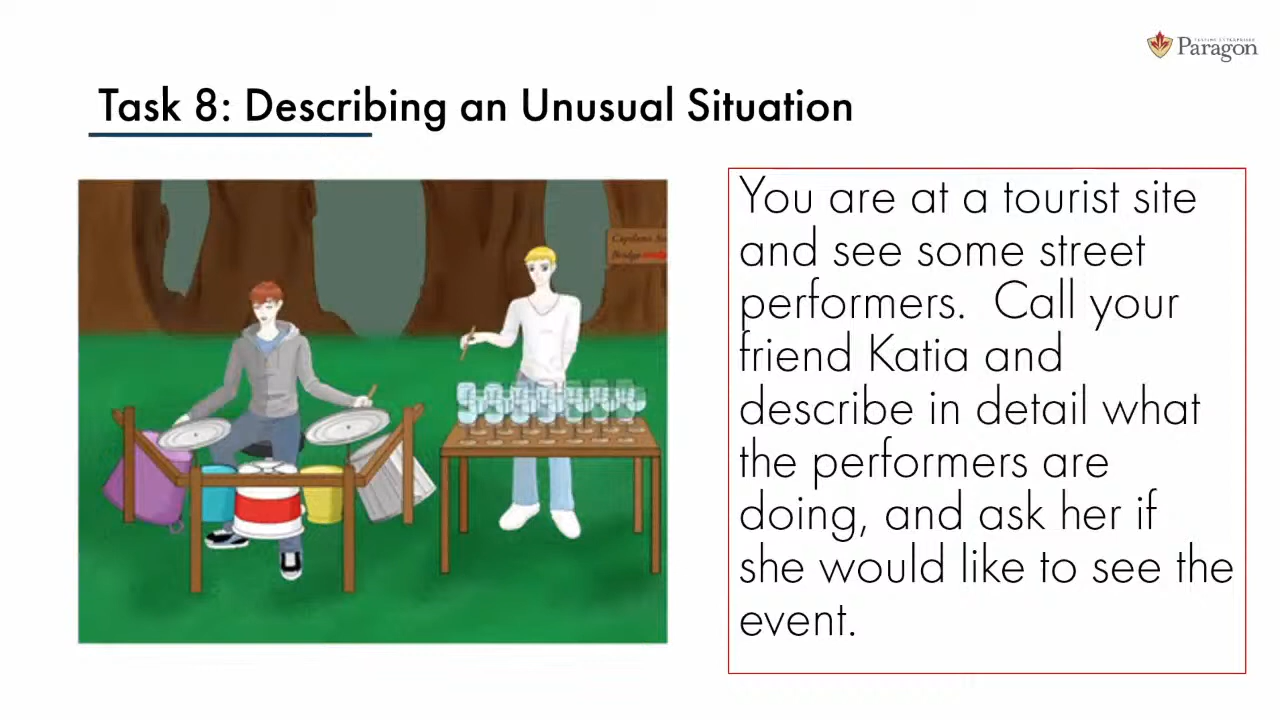 Paragon
Task 8: Describing an Unusual Situation
You are at a tourist site
and see some street
performers.  Call your
friend Katia and
describe in detail what
the performers are
doing, and ask her if
she would like to see the
event.
Capilano
Bridge